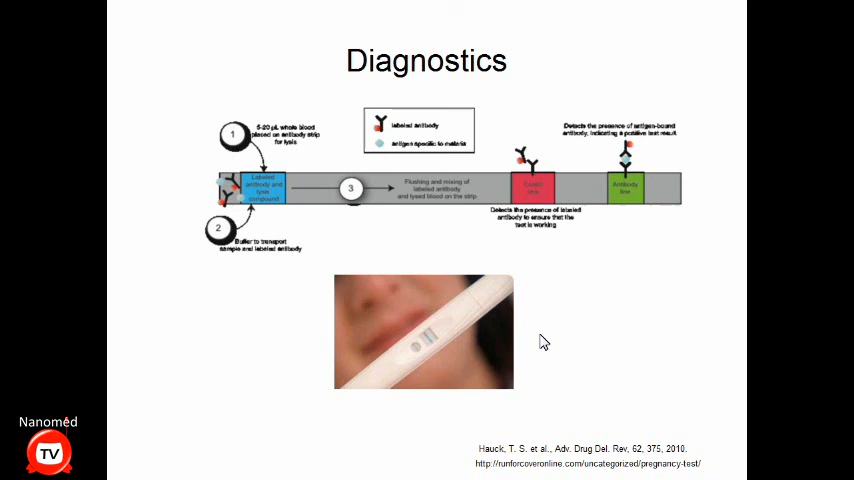 Diagnostics
1
5-20 µL whole blood
placed on antibody strip
for lysis
labeled antibody
antigen specific to malaria
Detects the presence of antigen-bound
antibody, indicating a positive test result
Labeled
antibody and
lysis
compound
3
Flushing and mixing of
labeled antibody
and lysed blood on the strip
Control
line
Antibody
line
2
Buffer to transport
sample and labeled antibody
Detects the presence of labeled
antibody to ensure that the
test is working
Nanomed
TV
Hauck, T. S. et al., Adv. Drug Del. Rev, 62, 375, 2010.
http://runforcoveronline.com/uncategorized/pregnancy-test/